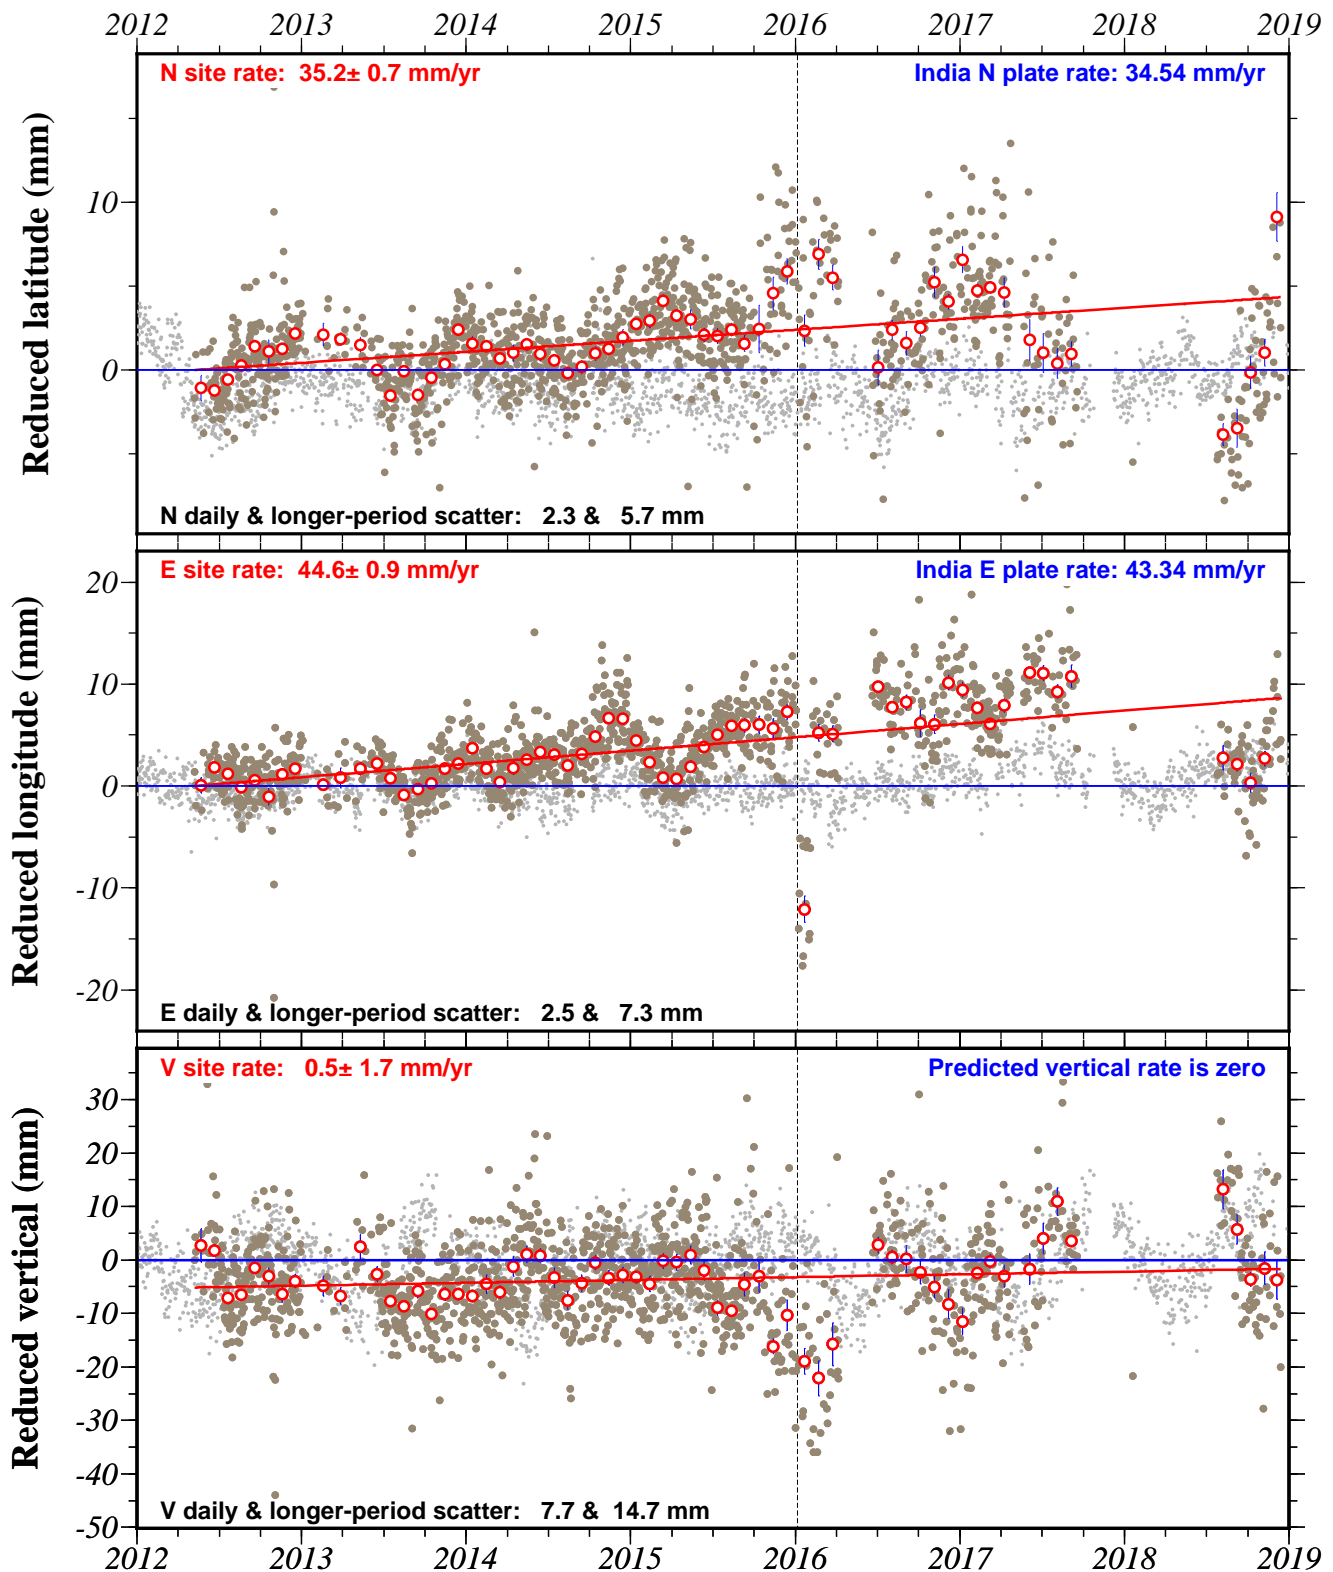 2012 2013 2014 2015 2016 2017 2018 2019
N site rate: 35.2± 0.7 mm/yr India N plate rate: 34.54 mm/yr
Reduced latitude (mm)
10
0
N daily & longer-period scatter: 2.3 & 5.7 mm
E site rate: 44.6± 0.9 mm/yr India E plate rate: 43.34 mm/yr
Reduced longitude (mm)
20
10
0
-10
-20
E daily & longer-period scatter: 2.5 & 7.3 mm
V site rate: 0.5± 1.7 mm/yr Predicted vertical rate is zero
Reduced vertical (mm)
30
20
10
0
-10
-20
-30
-40
-50
V daily & longer-period scatter: 7.7 & 14.7 mm
2012 2013 2014 2015 2016 2017 2018 2019